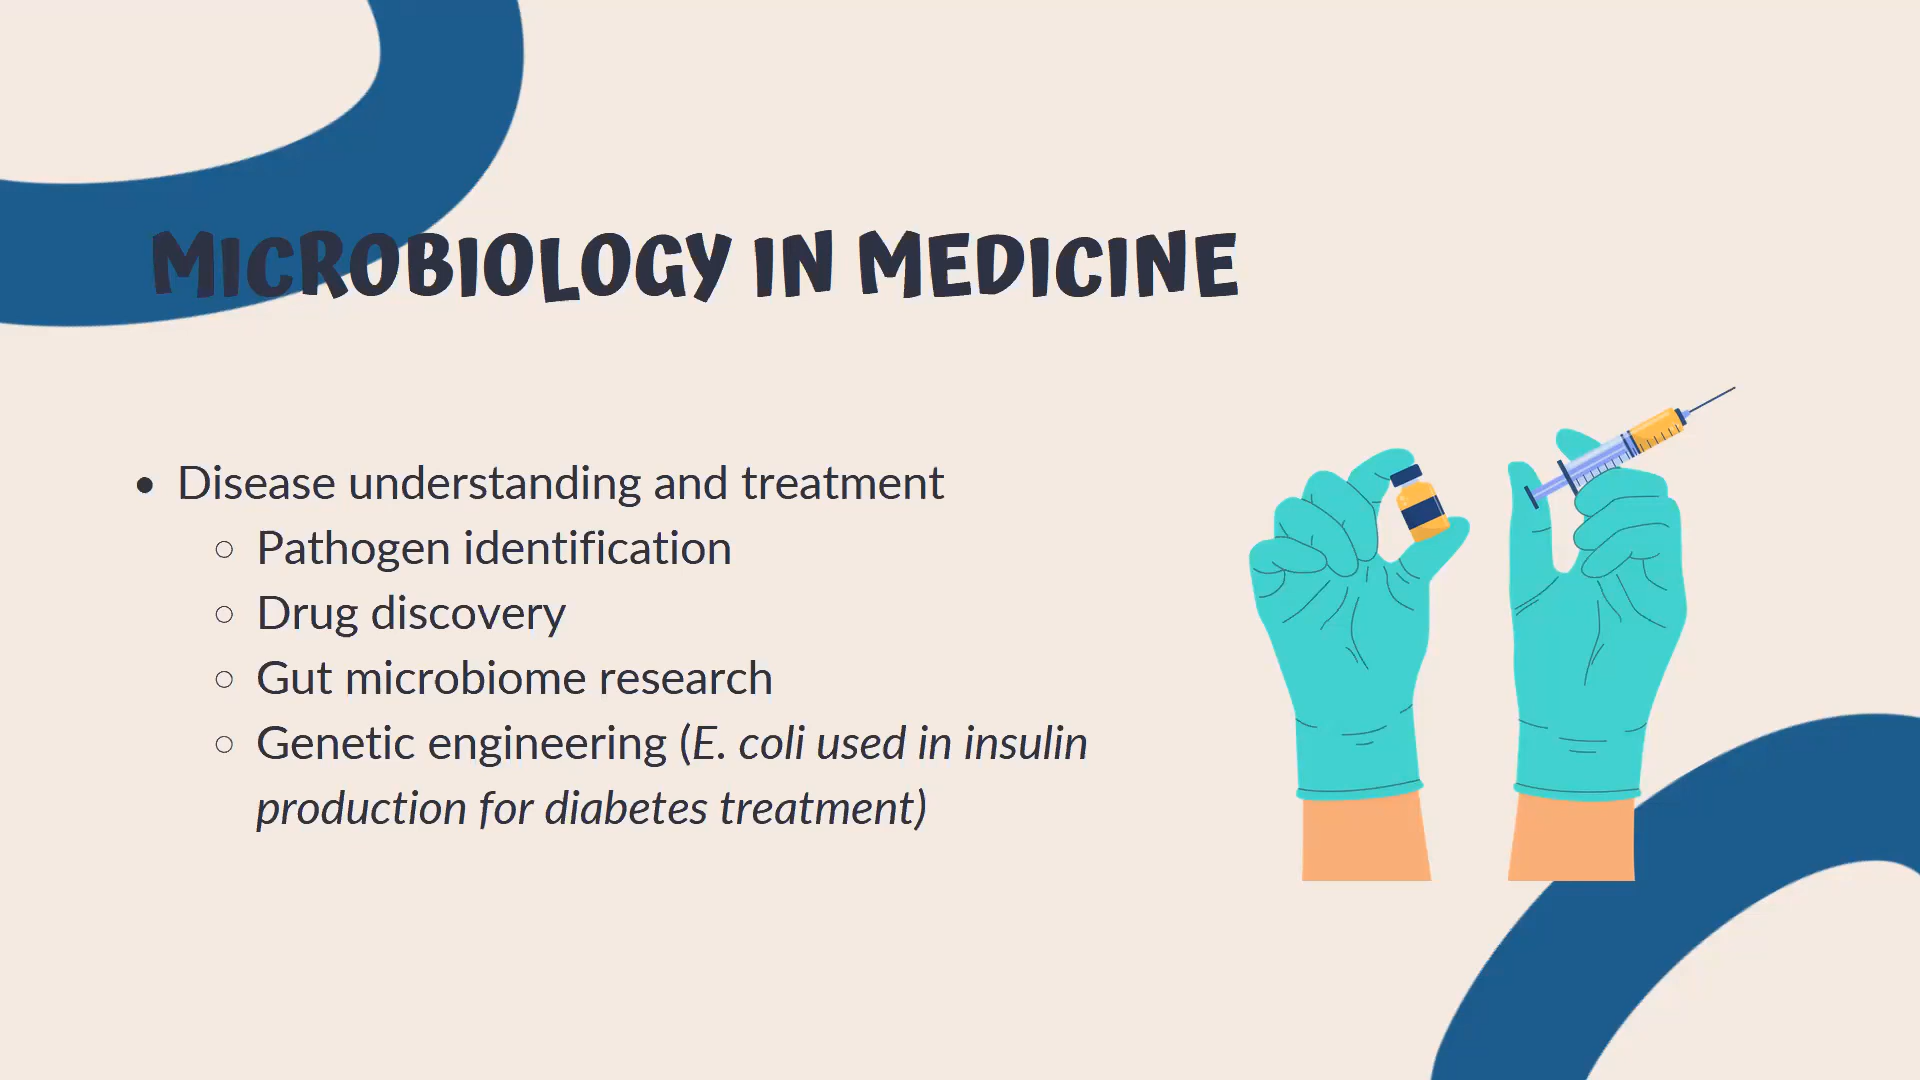 MICROBIOLOGY IN MEDICINE
• Disease understanding and treatment
○ Pathogen identification
○ Drug discovery
○ Gut microbiome research
○ Genetic engineering (E. coli used in insulin
production for diabetes treatment)